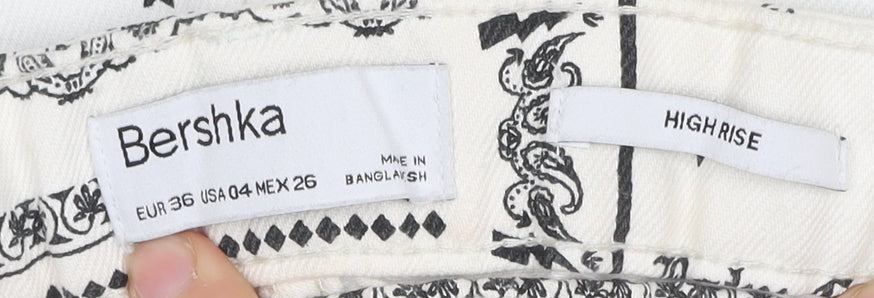 Bershka
MADE IN
BANGLADESH
EUR 36 USA 04 MEX 26
HIGH RISE